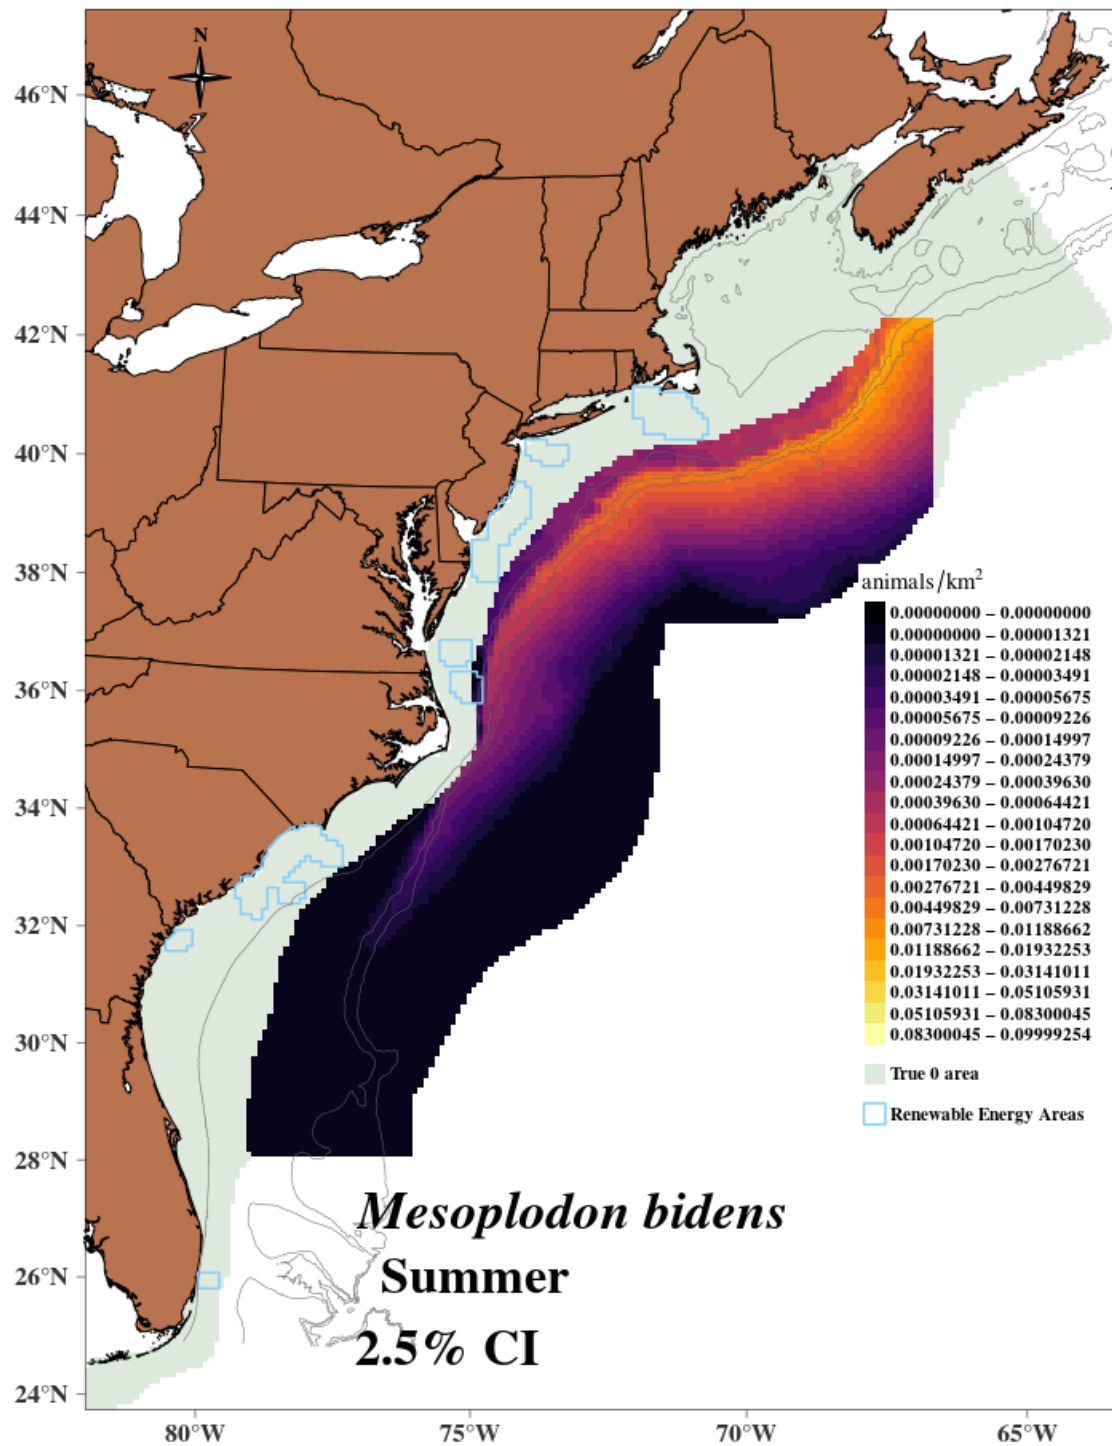 N
46°N
44°N
42°N
40°N
38°N
36°N
34°N
32°N
30°N
28°N
26°N
24°N
80°W
75°W
70°W
65°W
animals/km²
0.00000000 – 0.00000000
0.00000000 – 0.00001321
0.00001321 – 0.00002148
0.00002148 – 0.00003491
0.00003491 – 0.00005675
0.00005675 – 0.00009226
0.00009226 – 0.00014997
0.00014997 – 0.00024379
0.00024379 – 0.00039630
0.00039630 – 0.00064421
0.00064421 – 0.00104720
0.00104720 – 0.00170230
0.00170230 – 0.00276721
0.00276721 – 0.00449829
0.00449829 – 0.00731228
0.00731228 – 0.01188662
0.01188662 – 0.01932253
0.01932253 – 0.03141011
0.03141011 – 0.05105931
0.05105931 – 0.08300045
0.08300045 – 0.09999254
True 0 area
Renewable Energy Areas
Mesoplodon bidens
Summer
2.5% CI